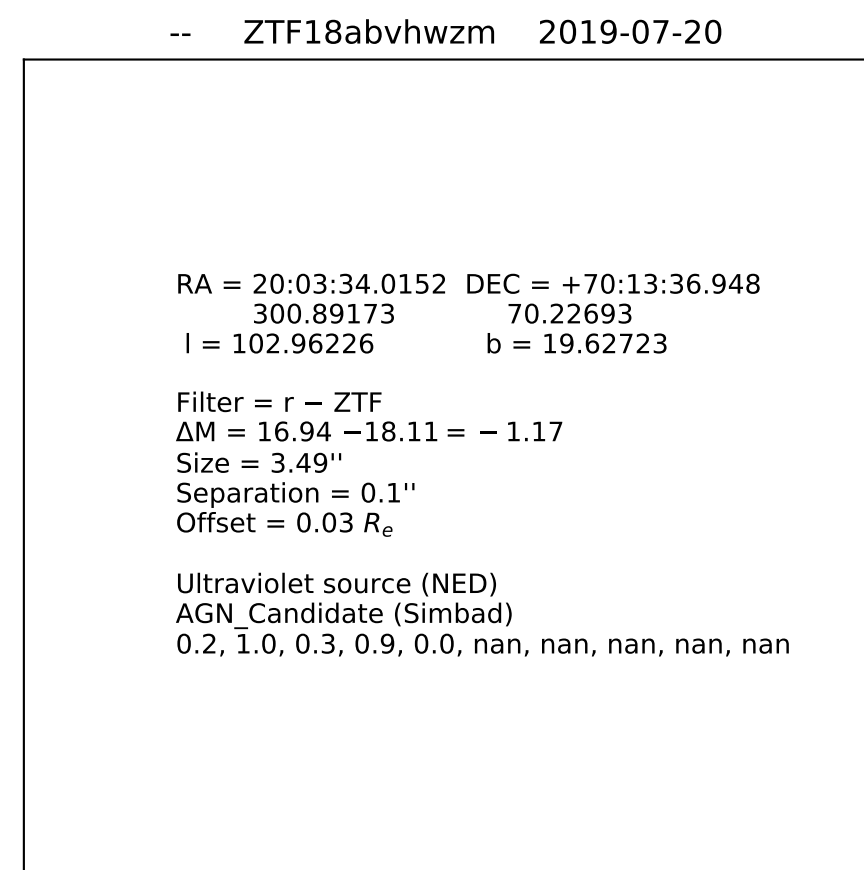 -- ZTF18abvhwzm 2019-07-20
RA = 20:03:34.0152 DEC = +70:13:36.948
300.89173 70.22693
l = 102.96226 b = 19.62723
Filter = r − ZTF
ΔM = 16.94 −18.11 = − 1.17
Size = 3.49''
Separation = 0.1''
Offset = 0.03 Re
Ultraviolet source (NED)
AGN_Candidate (Simbad)
0.2, 1.0, 0.3, 0.9, 0.0, nan, nan, nan, nan, nan